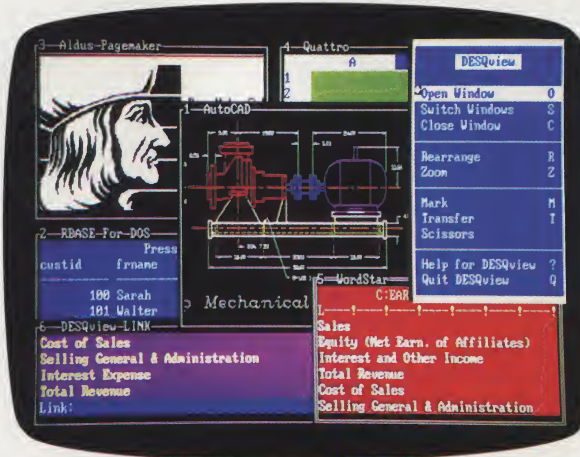 3-Aldus-Pagemaker
4-Quattro
A
1
2
1-AutoCAD
Mechanical
2-RBASE-For-DOS
Press
custid frname
100 Sarah
101 Walter
6-DESQview-LINK
Cost of Sales
Selling General & Administration
Interest Expense
Total Revenue
Link:
5-WordStar
C:EAR
L----!----!----!----!----!
Sales
Equity (Net Earn. of Affiliates)
Interest and Other Income
Total Revenue
Cost of Sales
Selling General & Administration
DESQview
Open Window O
Switch Windows S
Close Window C
Rearrange R
Zoom Z
Mark M
Transfer T
Scissors
Help for DESQview ?
Quit DESQview Q